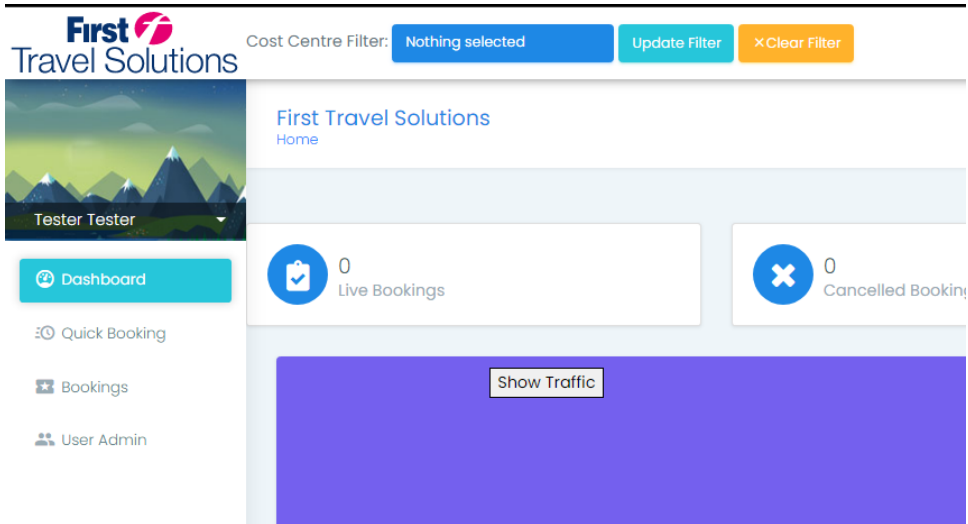 First
Travel Solutions
Cost Centre Filter: Nothing selected Update Filter ×Clear Filter
First Travel Solutions
Home
Tester Tester
Dashboard
Quick Booking
Bookings
User Admin
0
Live Bookings
0
Cancelled Booking
Show Traffic